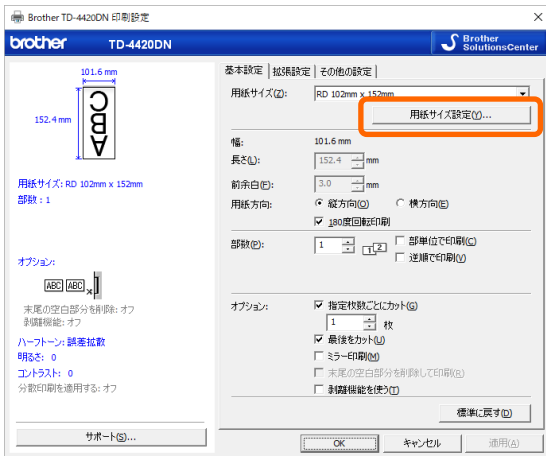 Brother TD-4420DN 印刷設定
brother TD-4420DN
Brother
SolutionsCenter
101.6 mm
152.4 mm
ABC
用紙サイズ: RD 102mm x 152mm
部数 : 1
オプション:
ABC ABC
末尾の空白部分を削除: オフ
剥離機能: オフ
ハーフトーン: 誤差拡散
明るさ: 0
コントラスト: 0
分散印刷を適用する: オフ
サポート(S)...
基本設定 拡張設定 その他の設定
用紙サイズ(Z): RD 102mm x 152mm
用紙サイズ設定(Y)...
幅: 101.6 mm
長さ(L): 152.4 mm
前余白(F): 3.0 mm
用紙方向: 縦方向(O) 横方向(E)
180度回転印刷
部数(P): 1 1 2 部単位で印刷(C)
逆順で印刷(V)
オプション: 指定枚数ごとにカット(G)
1 枚
最後をカット(U)
ミラー印刷(M)
末尾の空白部分を削除して印刷(R)
剥離機能を使う(T)
標準に戻す(D)
OK キャンセル 適用(A)